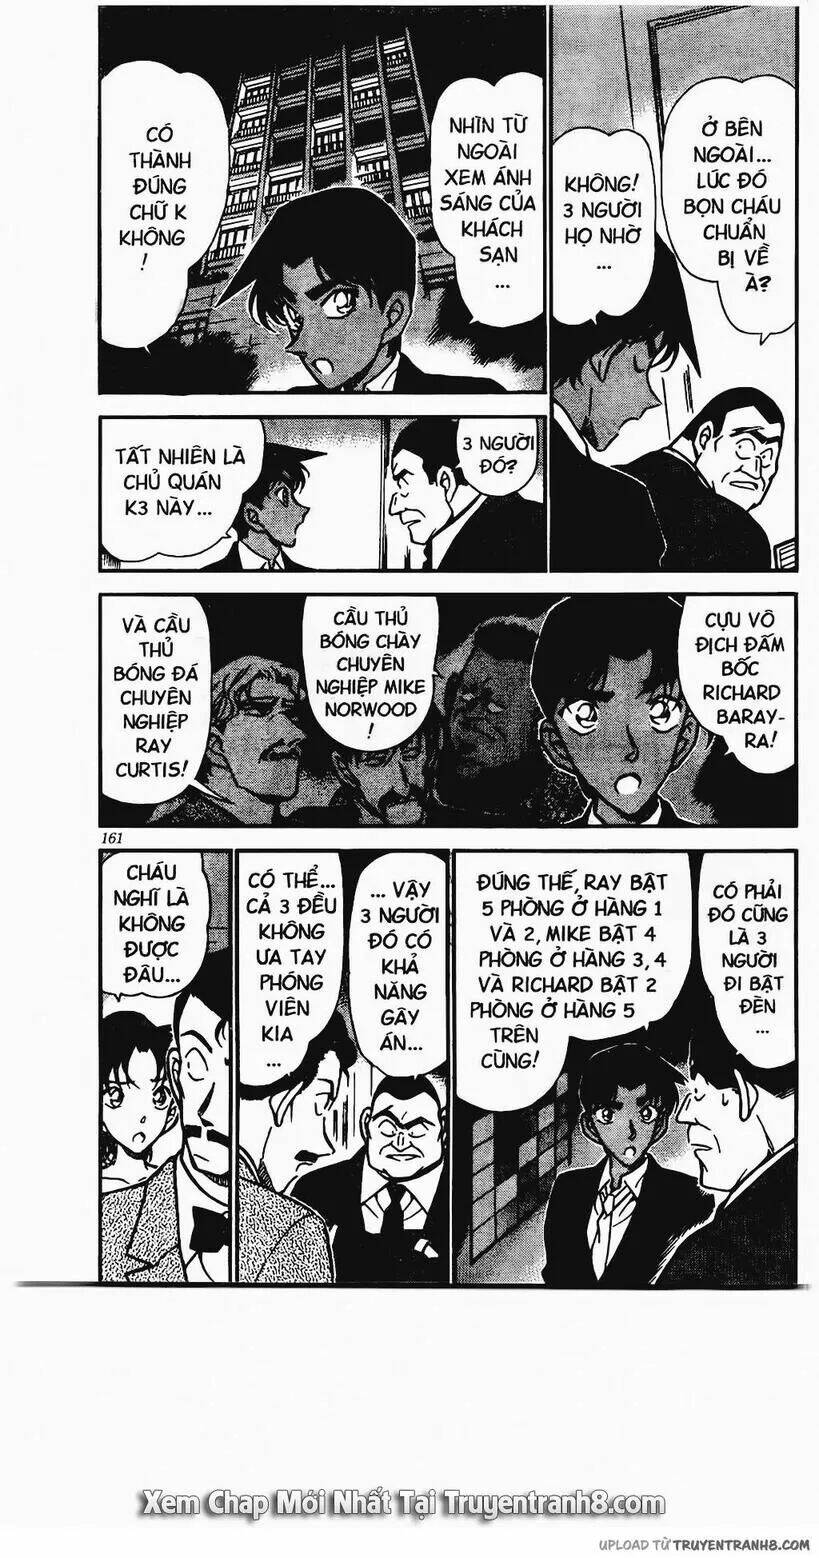 Ở BÊN
NGOÀI...
LÚC ĐÓ
BỌN CHÁU
CHUẨN
BỊ VỀ
À?
KHÔNG!
3 NGƯỜI
HỌ NHỜ
...
NHÌN TỪ
NGOÀI
XEM ÁNH
SÁNG CỦA
KHÁCH
SẠN
...
CÓ
THÀNH
ĐÚNG
CHỮ K
KHÔNG
!
3 NGƯỜI
ĐÓ?
TẤT NHIÊN LÀ
CHỦ QUÁN
K3 NÀY...
CỰU VÔ
ĐỊCH ĐẤM
BỐC
RICHARD
BARAY-
RA!
CẦU THỦ
BÓNG CHÀY
CHUYÊN
NGHIỆP MIKE
NORWOOD
!
VÀ CẦU
THỦ
BÓNG ĐÁ
CHUYÊN
NGHIỆP
RAY
CURTIS!
161
CÓ PHẢI
ĐÓ CŨNG
LÀ 3
NGƯỜI
ĐI BẬT
ĐÈN
...
ĐÚNG THẾ, RAY BẬT
5 PHÒNG Ở HÀNG 1
VÀ 2, MIKE BẬT 4
PHÒNG Ở HÀNG 3, 4
VÀ RICHARD BẬT 2
PHÒNG Ở HÀNG 5
TRÊN
CÙNG!
... VẬY
3 NGƯỜI
ĐÓ CÓ
KHẢ
NĂNG
GÂY
ÁN...
CÓ THỂ...
CẢ 3 ĐỀU
KHÔNG
ƯA TAY
PHÓNG
VIÊN
KIA
...
CHÁU
NGHĨ LÀ
KHÔNG
ĐƯỢC
ĐÂU...
Xem Chap Mới Nhất Tại Truyentranh8.com
UPLOAD TỪ TRUYENTRANH8.COM